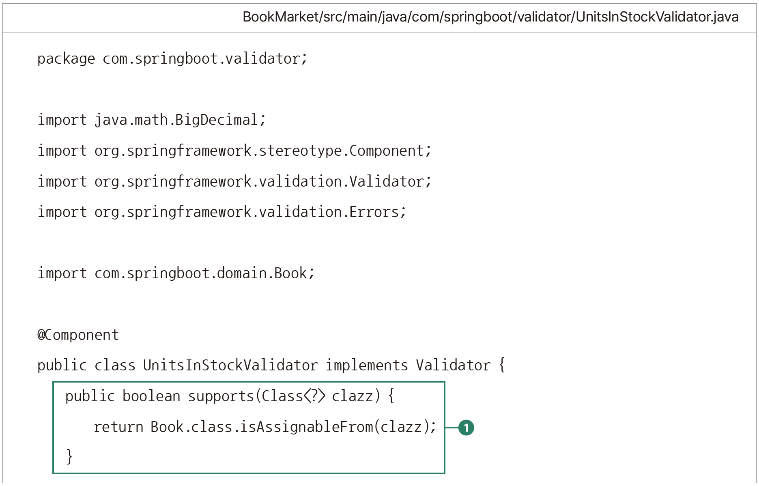 BookMarket/src/main/java/com/springboot/validator/UnitsInStockValidator.java
package com.springboot.validator;
import java.math.BigDecimal;
import org.springframework.stereotype.Component;
import org.springframework.validation.Validator;
import org.springframework.validation.Errors;
import com.springboot.domain.Book;
@Component
public class UnitsInStockValidator implements Validator {
public boolean supports(Class<?> clazz) {
return Book.class.isAssignableFrom(clazz); 1
}